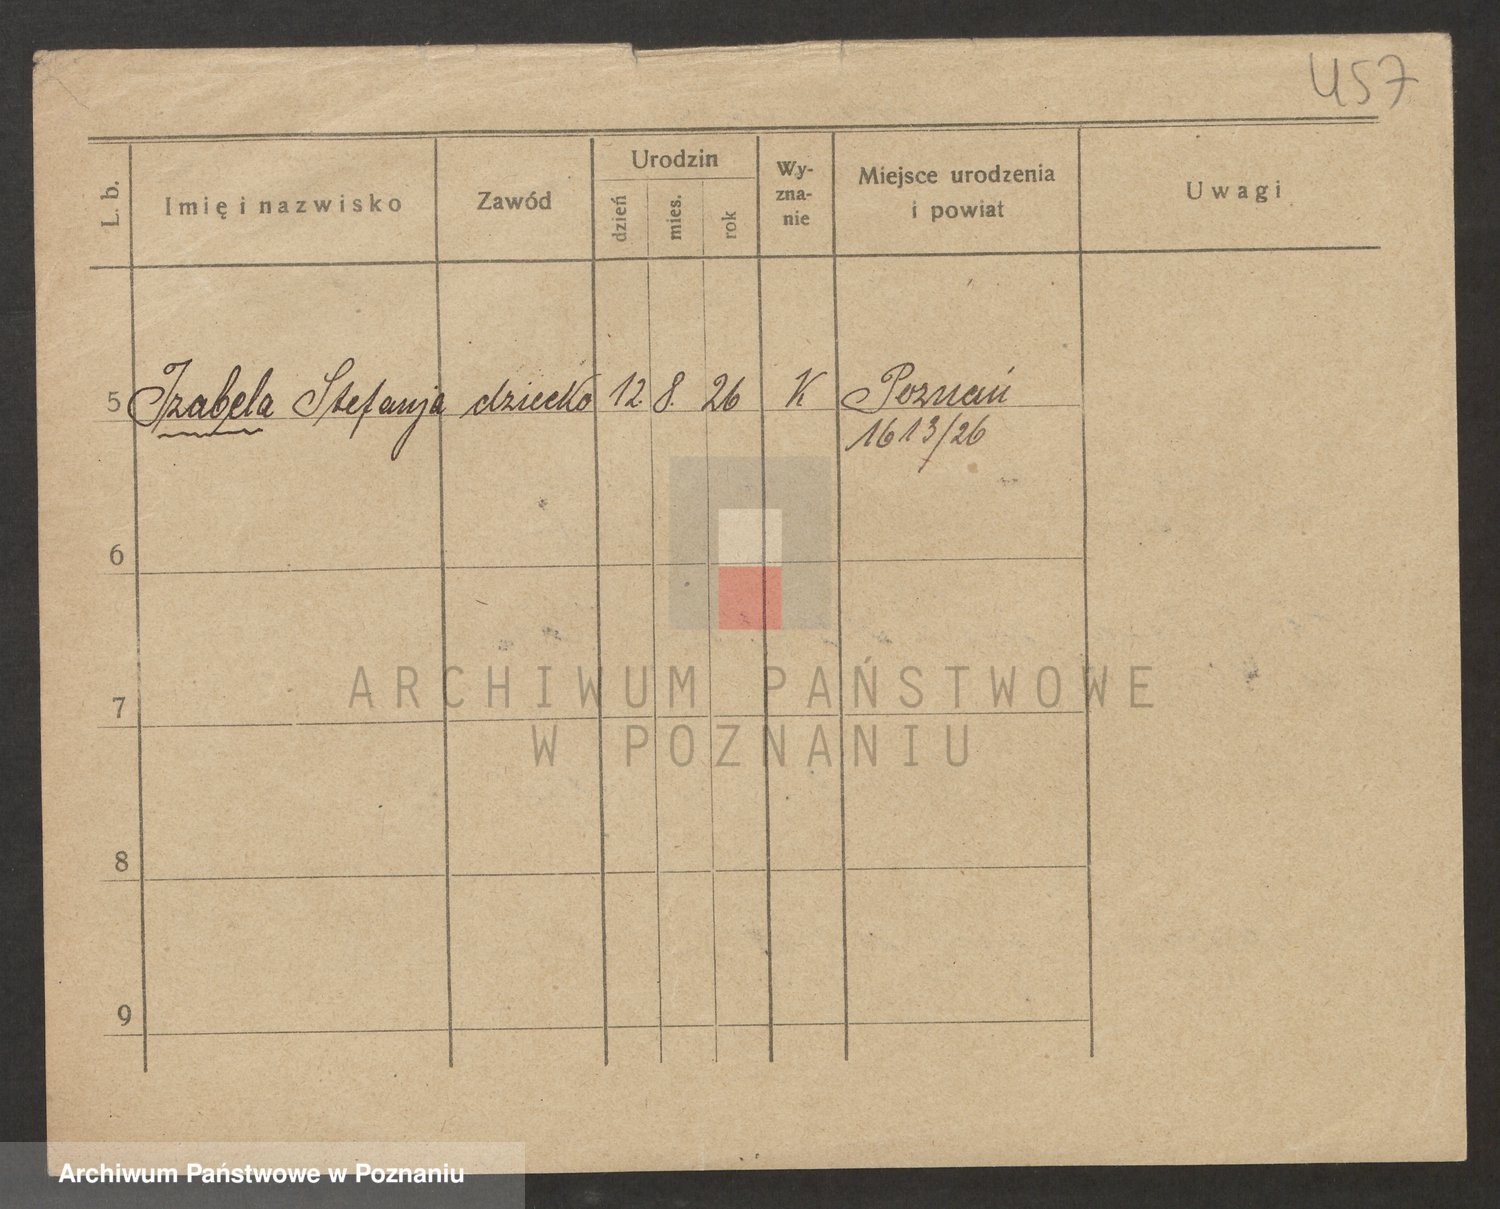 457
L. b.
Imię i nazwisko
Zawód
Urodzin
dzień
mies.
rok
Wy-
zna-
nie
Miejsce urodzenia
i powiat
Uwagi
5 Izabela Stefanja dziecko 12. 8. 26 K Poznań
1613/26
6
7
8
9
ARCHIWUM PAŃSTWOWE
W POZNANIU
Archiwum Państwowe w Poznaniu